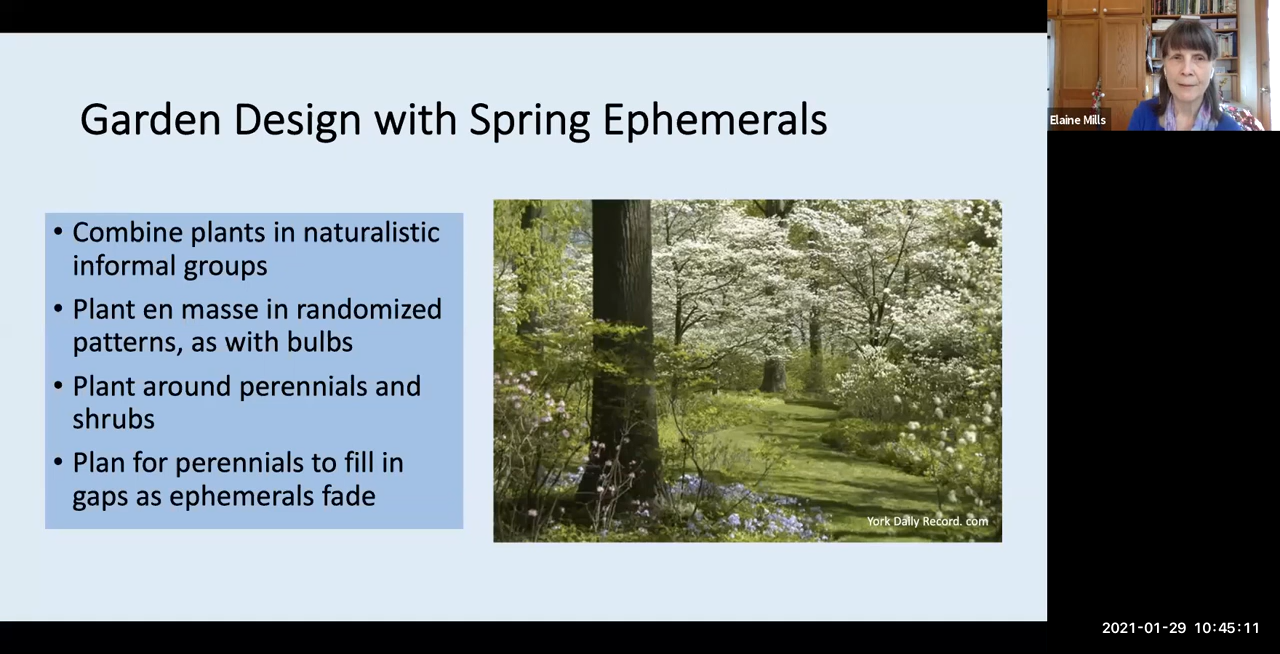 Garden Design with Spring Ephemerals
• Combine plants in naturalistic
informal groups
• Plant en masse in randomized
patterns, as with bulbs
• Plant around perennials and
shrubs
• Plan for perennials to fill in
gaps as ephemerals fade
York Daily Record. com
Elaine Mills
2021-01-29 10:45:11